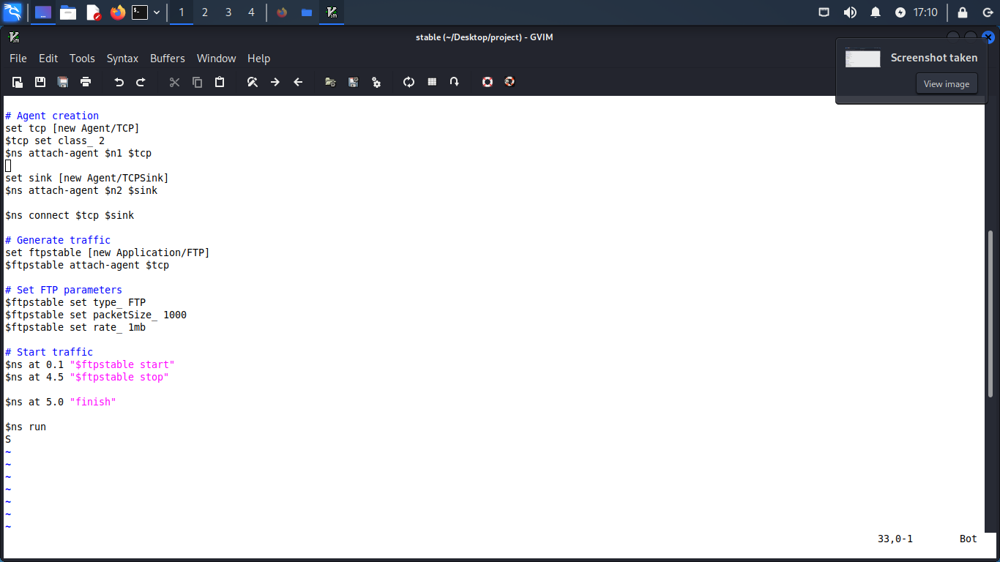 1 2 3 4 17:10
stable (~/Desktop/project) - GVIM
File Edit Tools Syntax Buffers Window Help
Screenshot taken
View image
# Agent creation
set tcp [new Agent/TCP]
$tcp set class_ 2
$ns attach-agent $n1 $tcp
set sink [new Agent/TCPSink]
$ns attach-agent $n2 $sink
$ns connect $tcp $sink
# Generate traffic
set ftpstable [new Application/FTP]
$ftpstable attach-agent $tcp
# Set FTP parameters
$ftpstable set type_ FTP
$ftpstable set packetSize_ 1000
$ftpstable set rate_ 1mb
# Start traffic
$ns at 0.1 "$ftpstable start"
$ns at 4.5 "$ftpstable stop"
$ns at 5.0 "finish"
$ns run
S
~
~
~
~
~
~
~
33,0-1 Bot